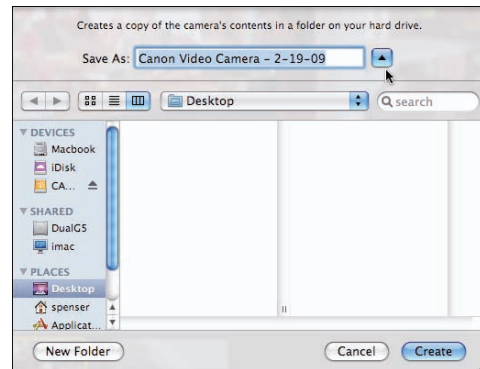 Creates a copy of the camera's contents in a folder on your hard drive.
Save As: Canon Video Camera – 2-19-09
Desktop
search
DEVICES
Macbook
iDisk
CA...
SHARED
DualG5
imac
PLACES
Desktop
spenser
Applicat...
New Folder
Cancel
Create